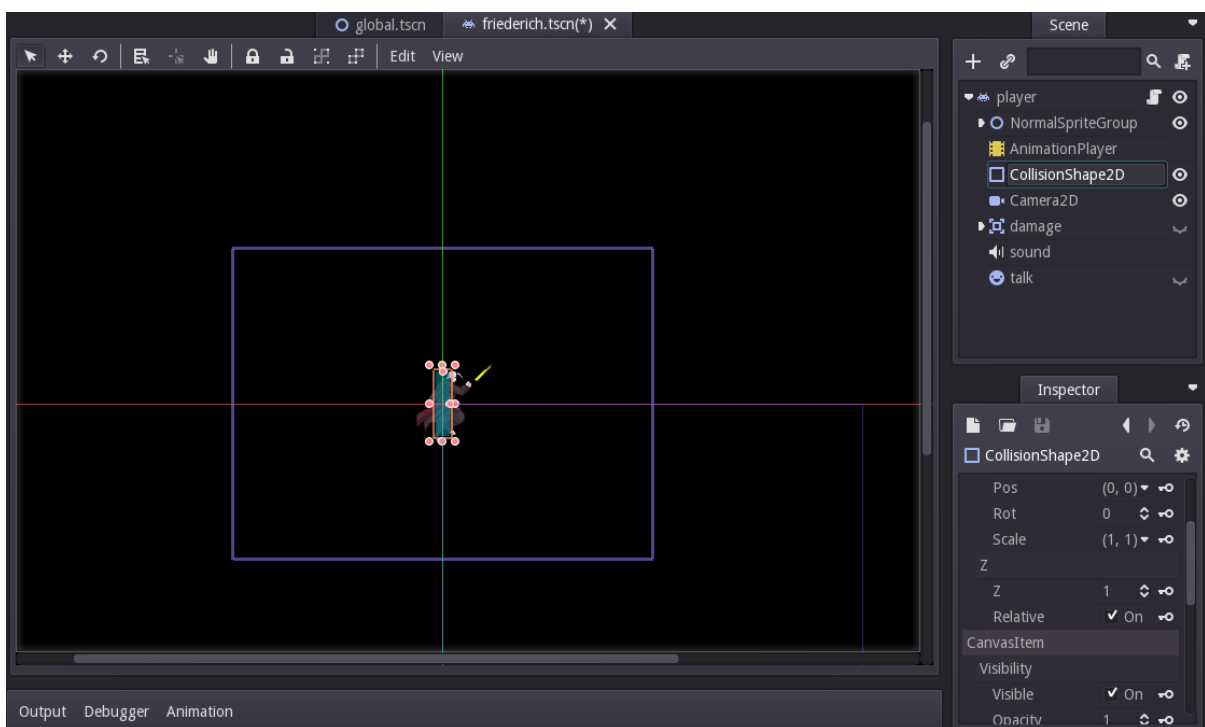 global.tscn
friederich.tscn(*)
Edit View
Scene
player
NormalSpriteGroup
AnimationPlayer
CollisionShape2D
Camera2D
damage
sound
talk
Inspector
CollisionShape2D
Pos (0, 0)
Rot 0
Scale (1, 1)
Z
Z 1
Relative On
CanvasItem
Visibility
Visible On
Opacity 1
Output Debugger Animation